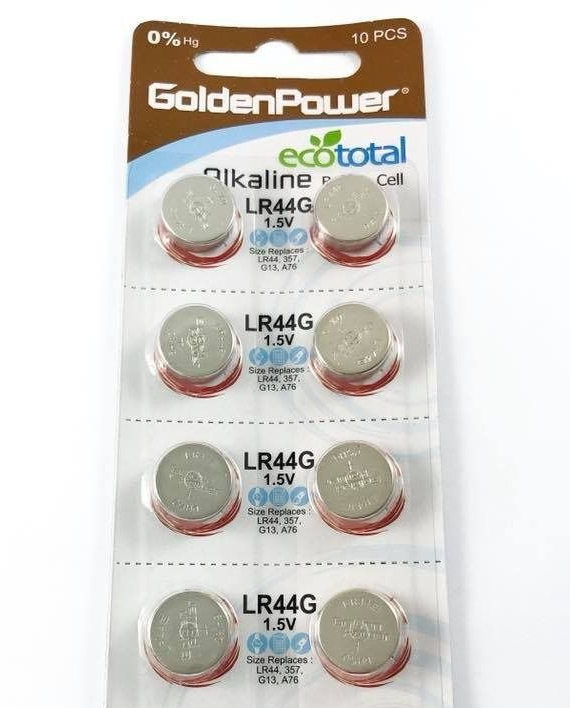 0% Hg
10 PCS
GoldenPower®
ecototal
Alkaline Cell
LR44G
1.5V
Size Replaces :
LR44, 357,
G13, A76
LR44G
1.5V
Size Replaces :
LR44, 357,
G13, A76
LR44G
1.5V
Size Replaces :
LR44, 357,
G13, A76
LR44G
1.5V
Size Replaces :
LR44, 357,
G13, A76